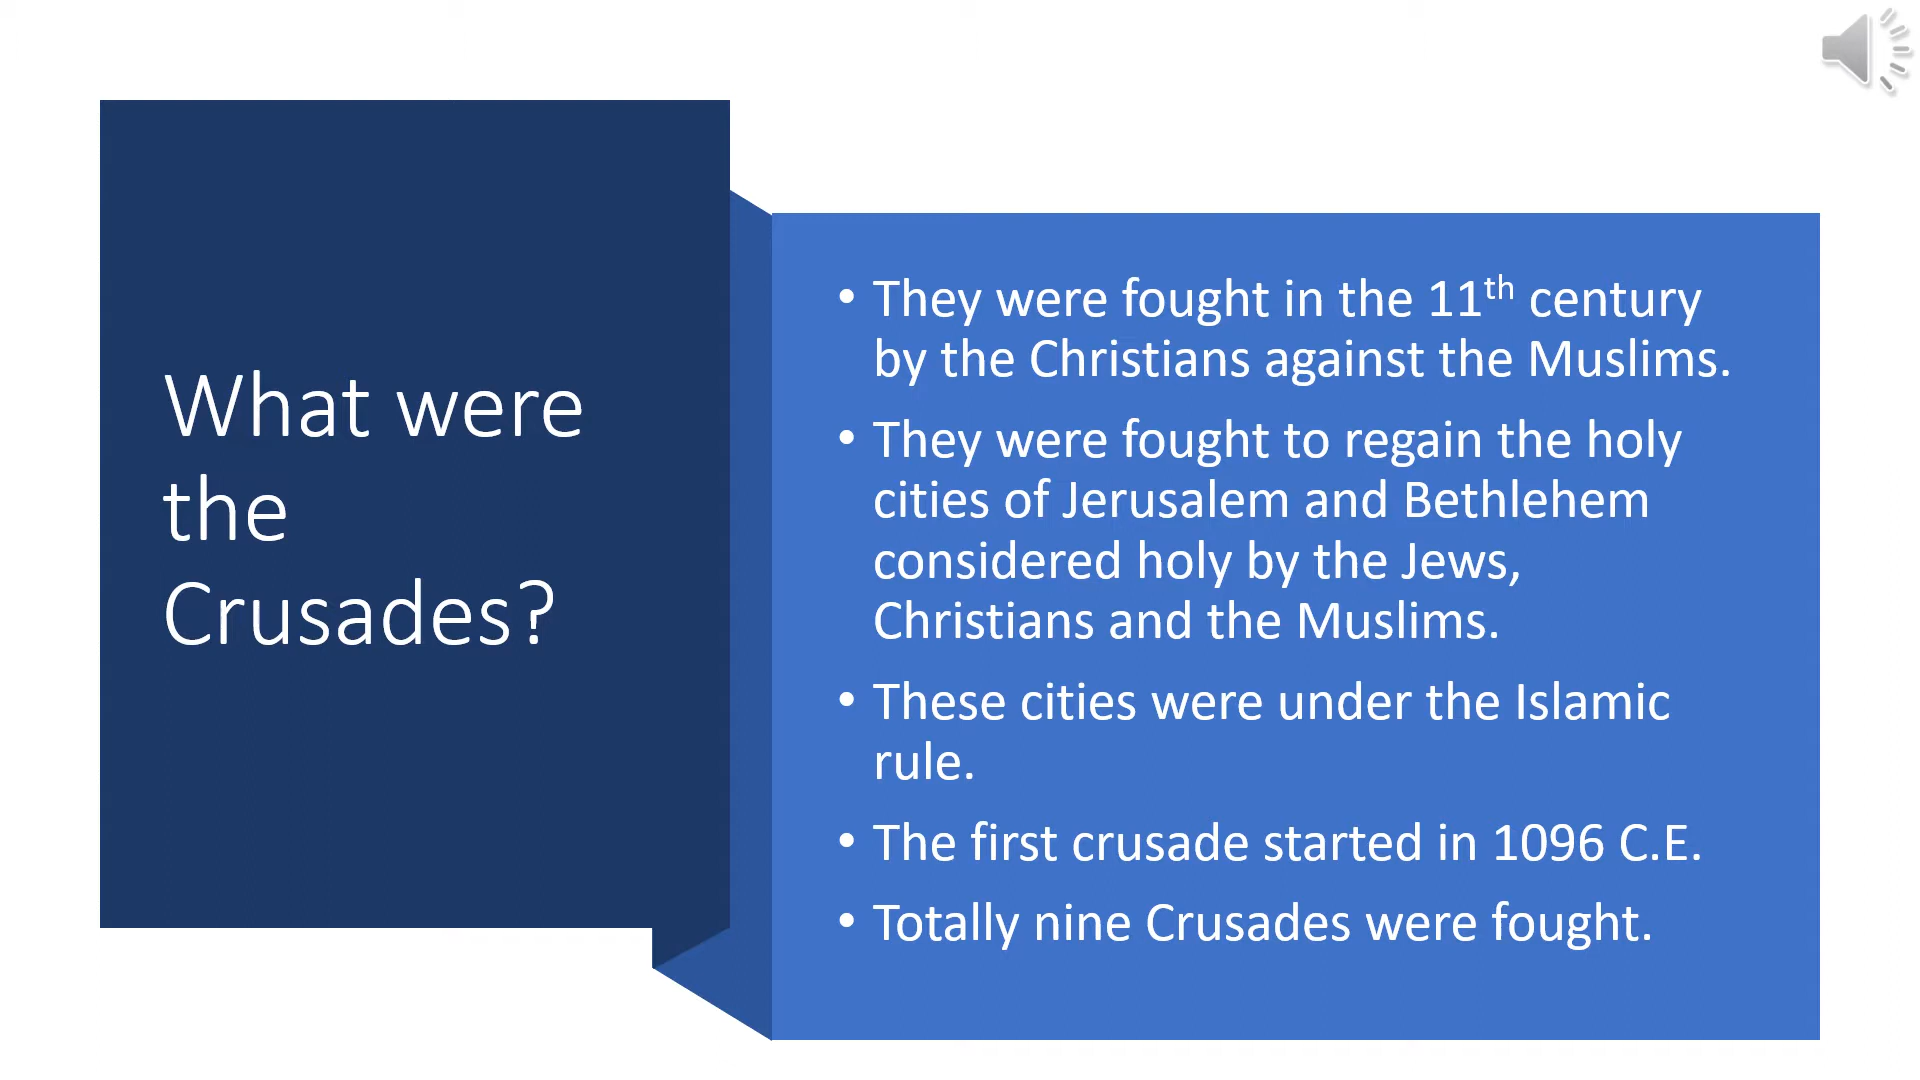 What were
the
Crusades?
• They were fought in the 11th century
by the Christians against the Muslims.
• They were fought to regain the holy
cities of Jerusalem and Bethlehem
considered holy by the Jews,
Christians and the Muslims.
• These cities were under the Islamic
rule.
• The first crusade started in 1096 C.E.
• Totally nine Crusades were fought.